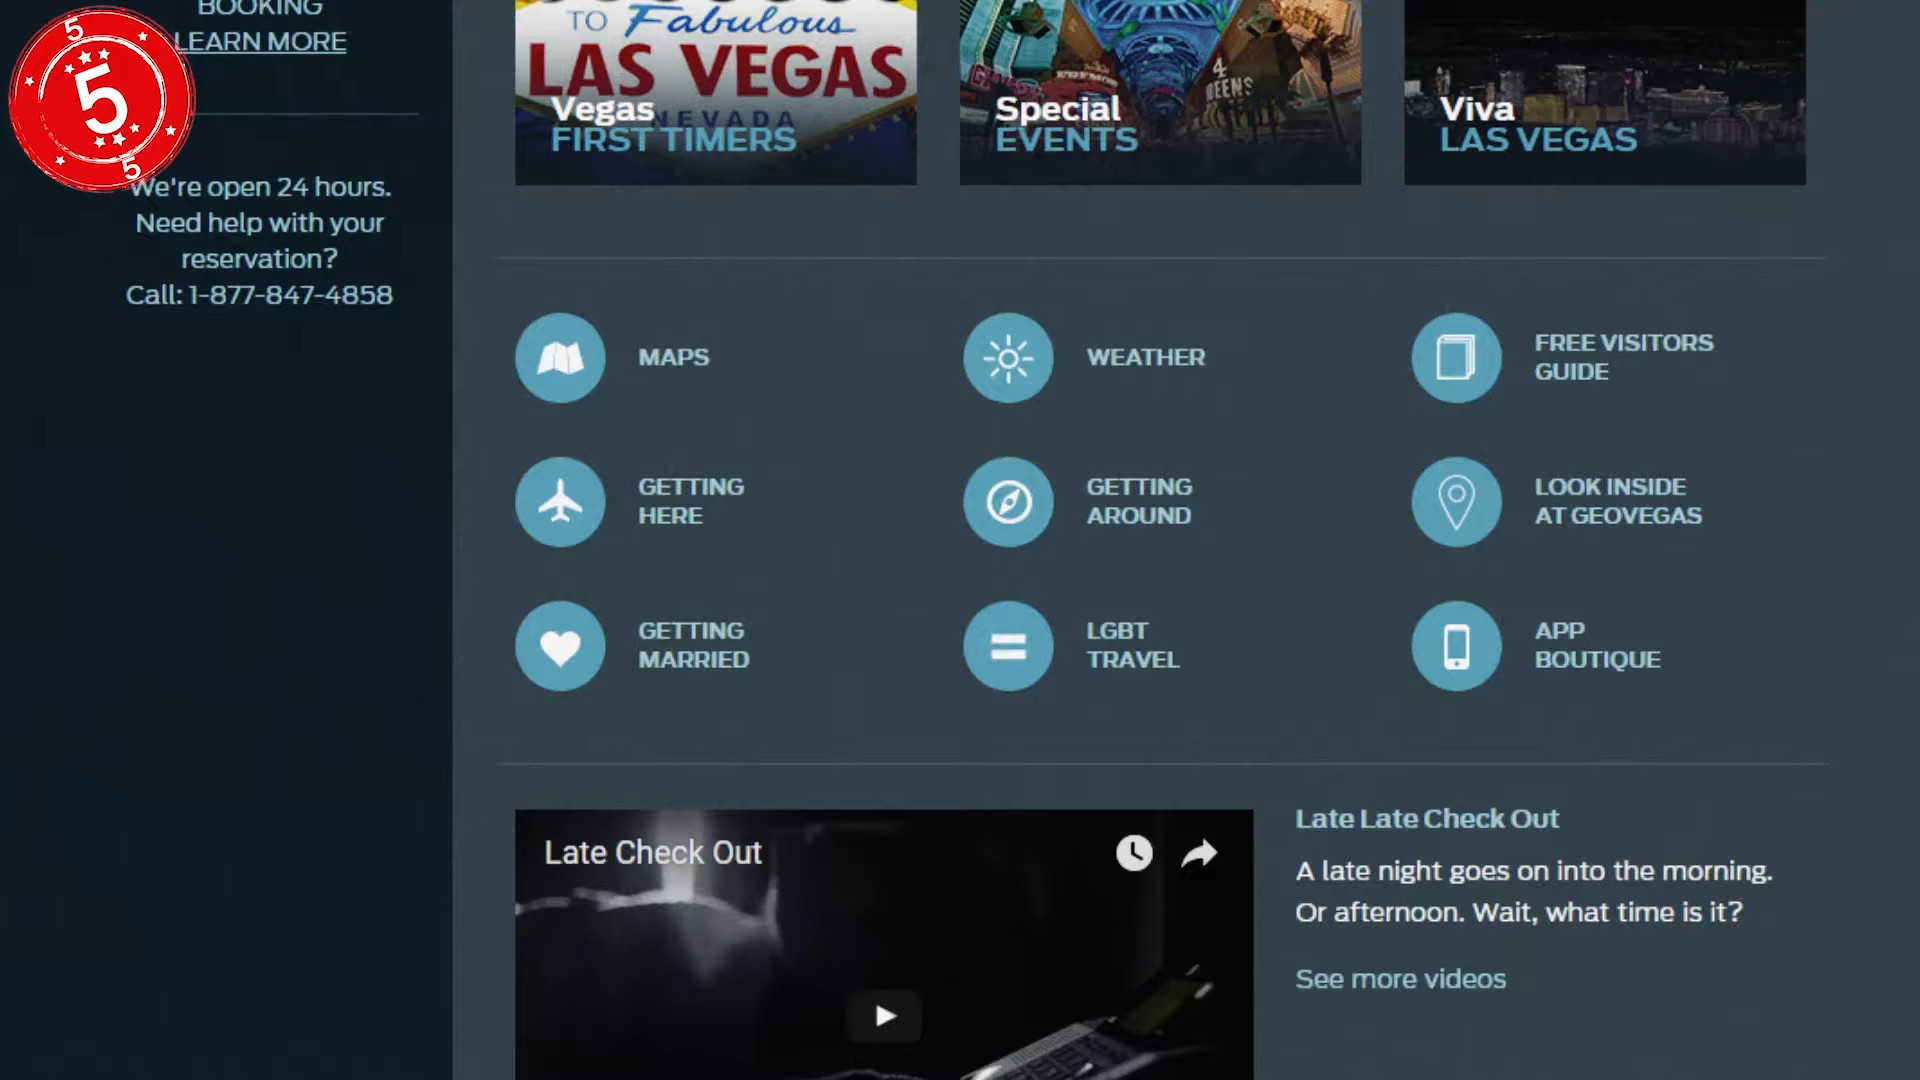 BOOKING
LEARN MORE
5
5
5
We're open 24 hours.
Need help with your
reservation?
Call: 1-877-847-4858
TO Fabulous
LAS VEGAS
NEVADA
Vegas
FIRST TIMERS
4
QUEENS
Special
EVENTS
Viva
LAS VEGAS
MAPS
WEATHER
FREE VISITORS
GUIDE
GETTING
HERE
GETTING
AROUND
LOOK INSIDE
AT GEOVEGAS
GETTING
MARRIED
LGBT
TRAVEL
APP
BOUTIQUE
Late Check Out
Late Late Check Out
A late night goes on into the morning.
Or afternoon. Wait, what time is it?
See more videos